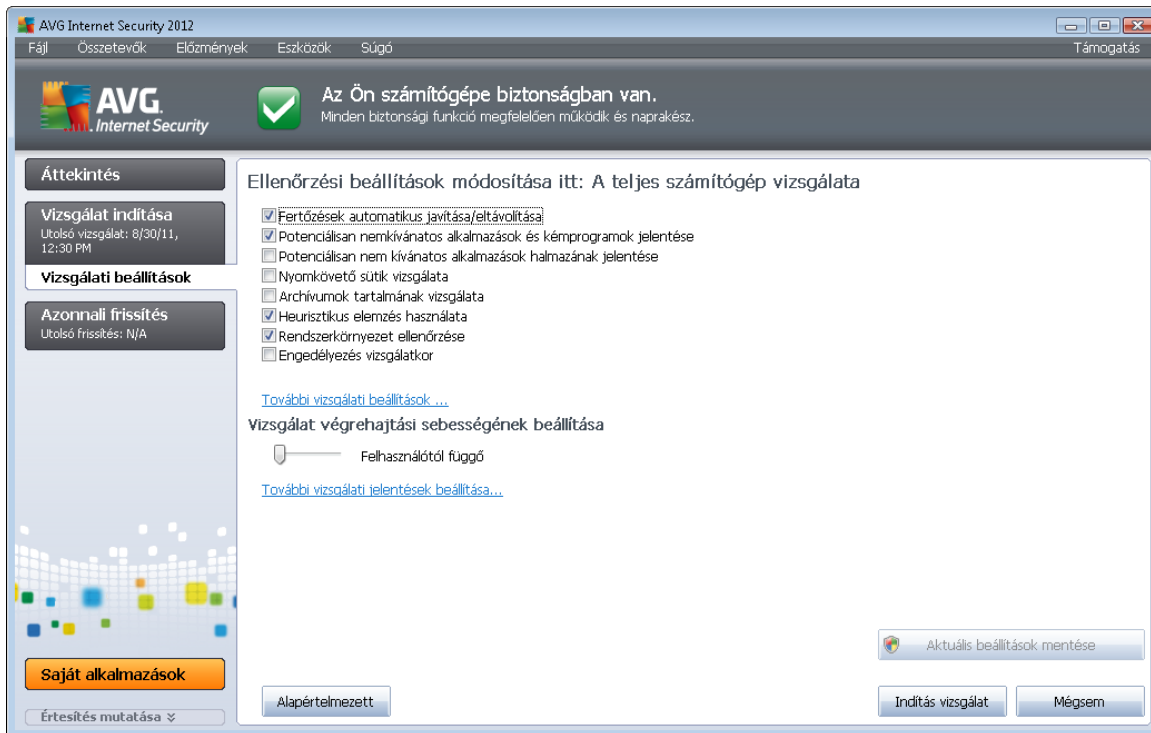 AVG Internet Security 2012
Fájl Összetevők Előzmények Eszközök Súgó Támogatás
AVG.
Internet Security
Az Ön számítógépe biztonságban van.
Minden biztonsági funkció megfelelően működik és naprakész.
Áttekintés
Vizsgálat indítása
Utolsó vizsgálat: 8/30/11,
12:30 PM
Vizsgálati beállítások
Azonnali frissítés
Utolsó frissítés: N/A
Ellenőrzési beállítások módosítása itt: A teljes számítógép vizsgálata
Fertőzések automatikus javítása/eltávolítása
Potenciálisan nemkívánatos alkalmazások és kémprogramok jelentése
Potenciálisan nem kívánatos alkalmazások halmazának jelentése
Nyomkövető sütik vizsgálata
Archívumok tartalmának vizsgálata
Heurisztikus elemzés használata
Rendszerkörnyezet ellenőrzése
Engedélyezés vizsgálatkor
További vizsgálati beállítások ...
Vizsgálat végrehajtási sebességének beállítása
Felhasználótól függő
További vizsgálati jelentések beállítása...
Aktuális beállítások mentése
Saját alkalmazások
Értesítés mutatása
Alapértelmezett
Indítás vizsgálat
Mégsem